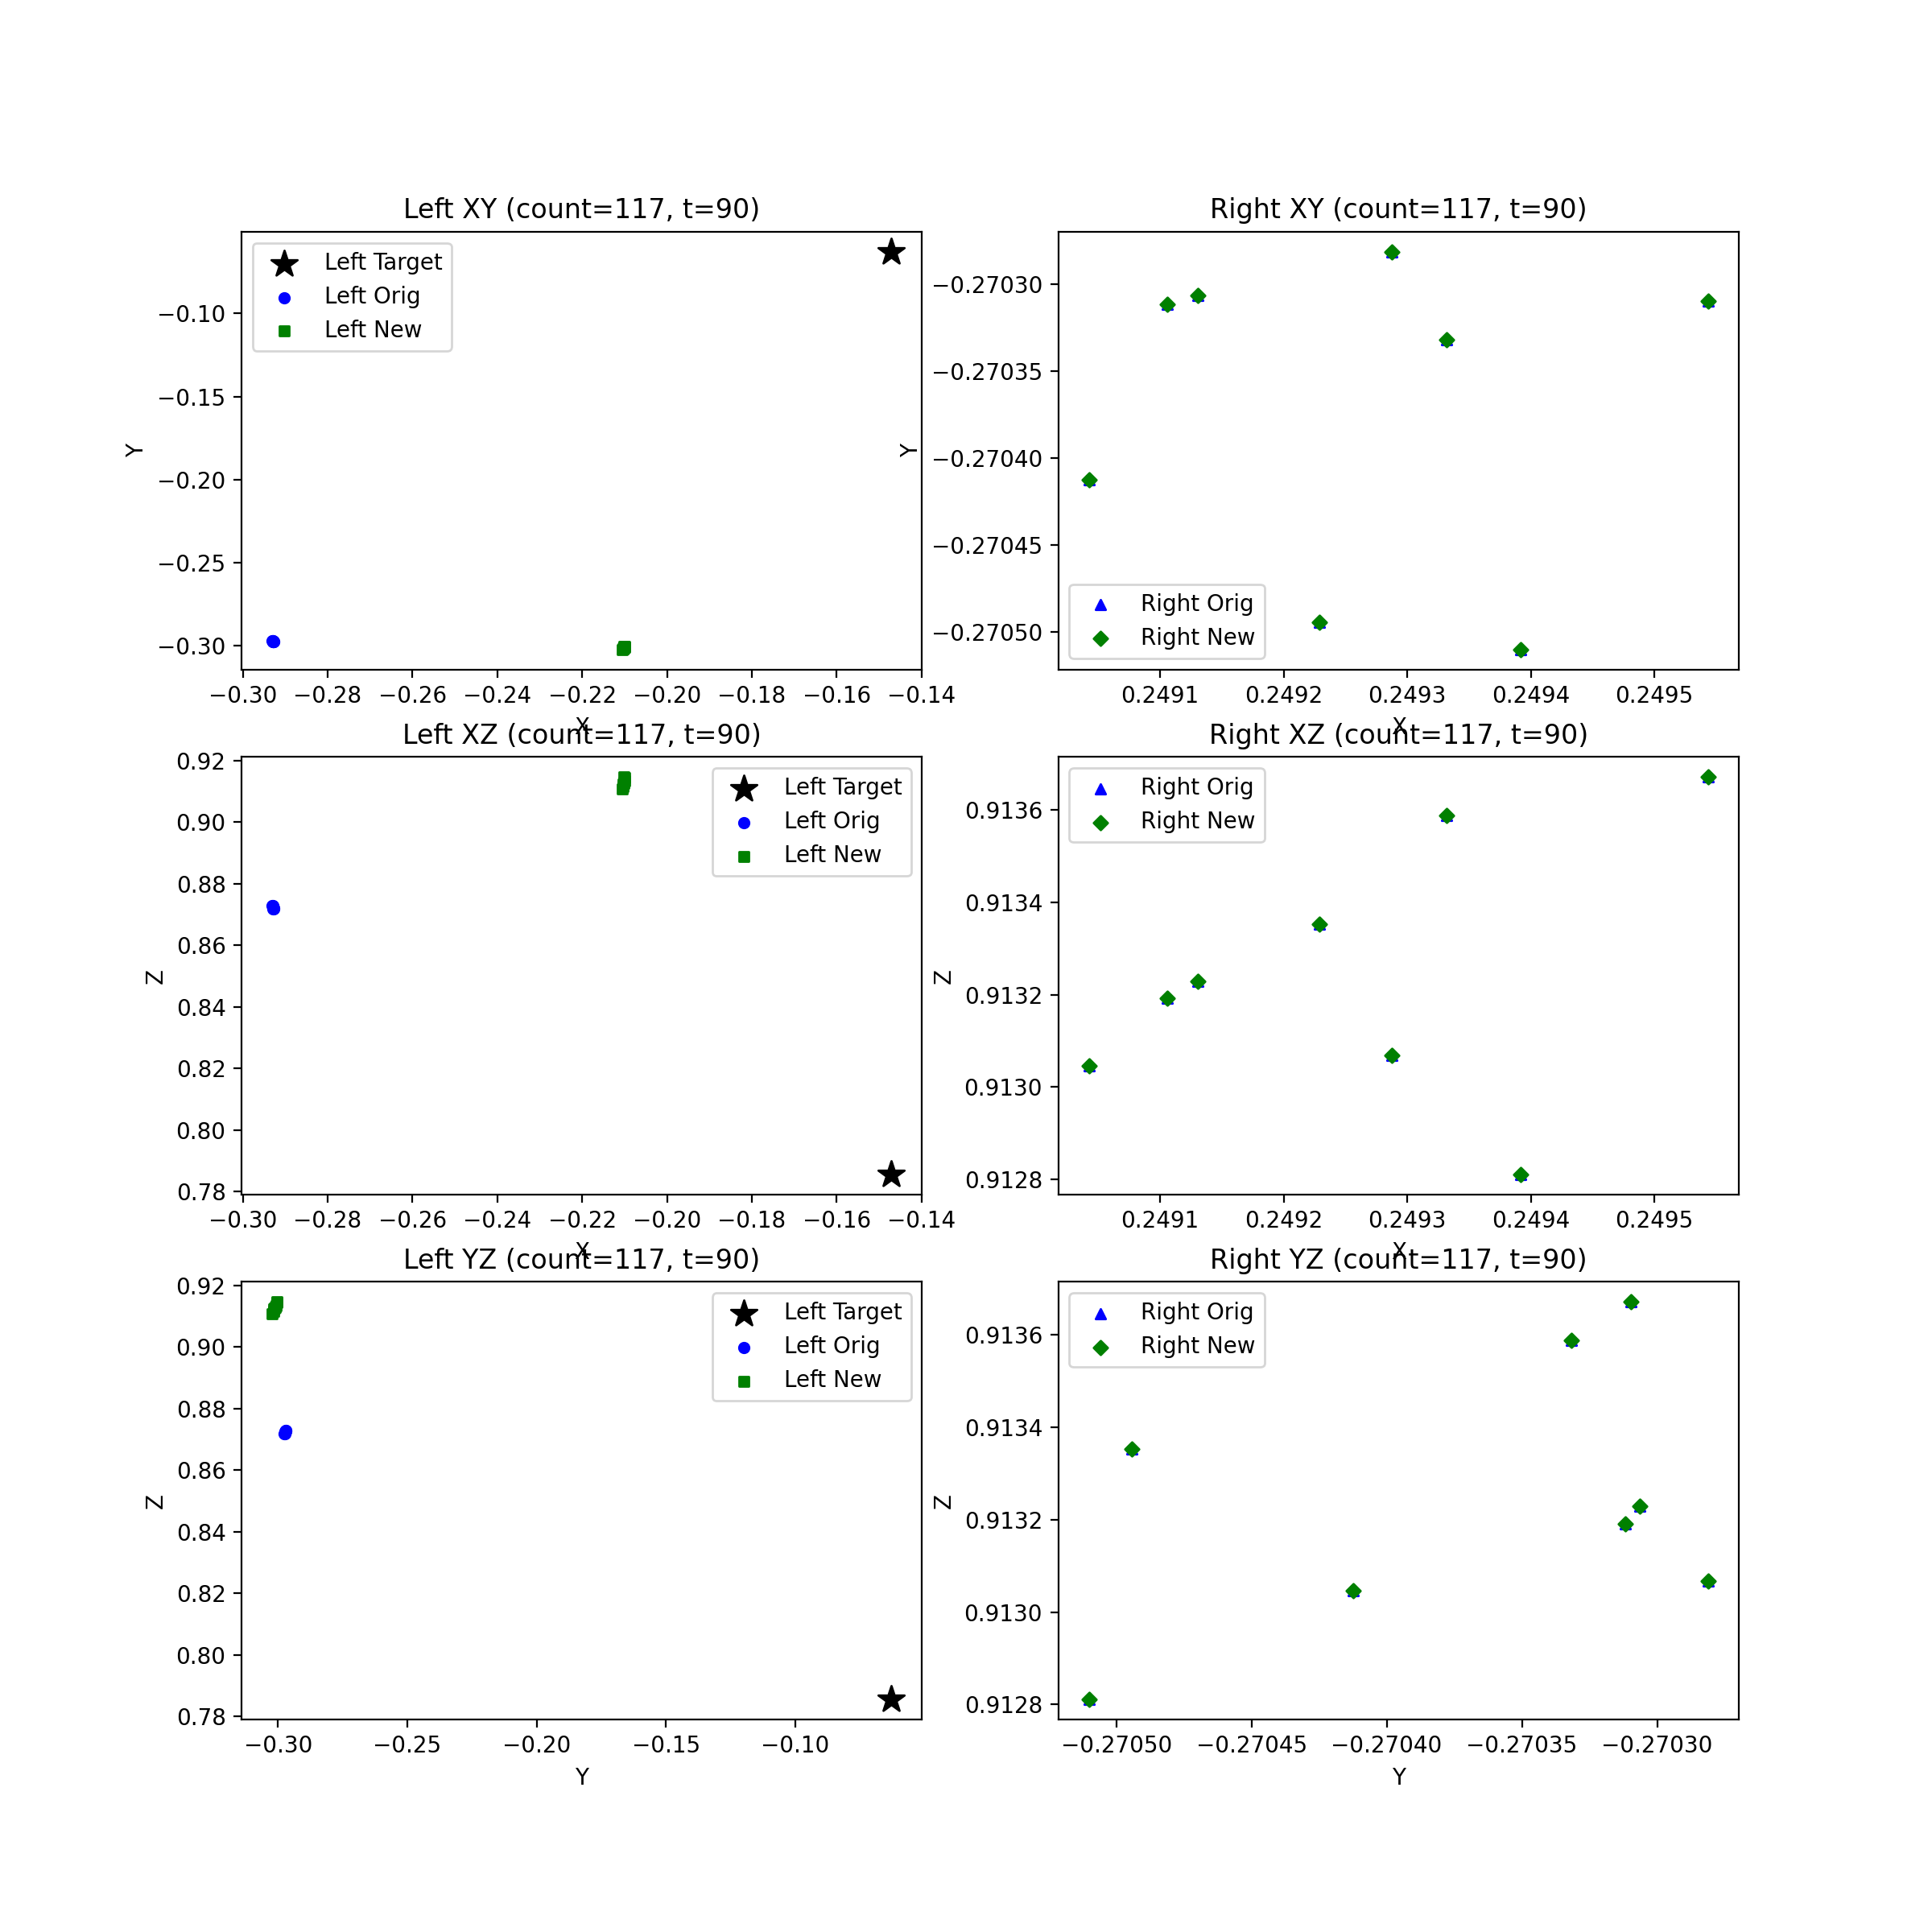 Left XY (count=117, t=90)
Left Target
Left Orig
Left New
Y
−0.10
−0.15
−0.20
−0.25
−0.30
−0.30 −0.28 −0.26 −0.24 −0.22 −0.20 −0.18 −0.16 −0.14
X
Right XY (count=117, t=90)
Right Orig
Right New
Y
−0.27030
−0.27035
−0.27040
−0.27045
−0.27050
0.2491 0.2492 0.2493 0.2494 0.2495
X
Left XZ (count=117, t=90)
Left Target
Left Orig
Left New
Z
0.92
0.90
0.88
0.86
0.84
0.82
0.80
0.78
−0.30 −0.28 −0.26 −0.24 −0.22 −0.20 −0.18 −0.16 −0.14
X
Right XZ (count=117, t=90)
Right Orig
Right New
Z
0.9136
0.9134
0.9132
0.9130
0.9128
0.2491 0.2492 0.2493 0.2494 0.2495
X
Left YZ (count=117, t=90)
Left Target
Left Orig
Left New
Z
0.92
0.90
0.88
0.86
0.84
0.82
0.80
0.78
−0.30 −0.25 −0.20 −0.15 −0.10
Y
Right YZ (count=117, t=90)
Right Orig
Right New
Z
0.9136
0.9134
0.9132
0.9130
0.9128
−0.27050 −0.27045 −0.27040 −0.27035 −0.27030
Y